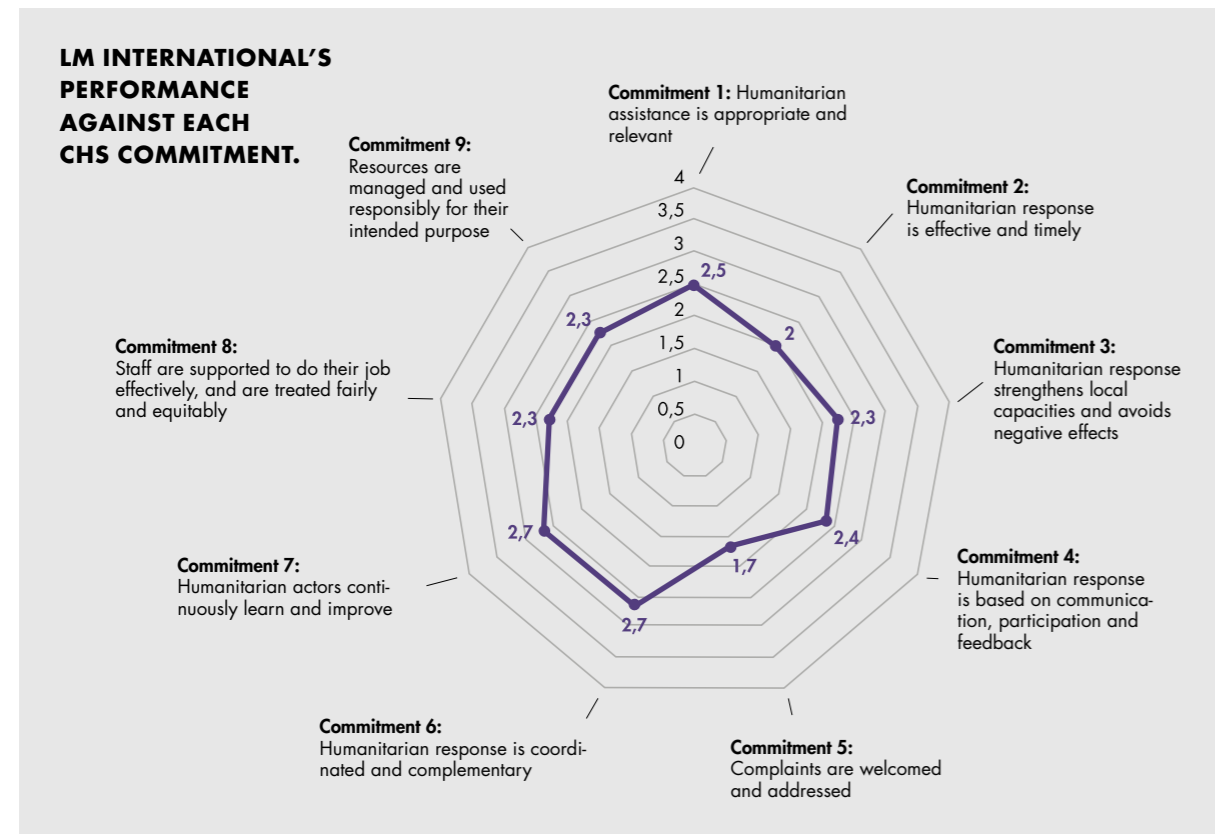 LM INTERNATIONAL’S
PERFORMANCE
AGAINST EACH
CHS COMMITMENT.
Commitment 1: Humanitarian
assistance is appropriate and
relevant
Commitment 2:
Humanitarian response
is effective and timely
Commitment 3:
Humanitarian response
strengthens local
capacities and avoids
negative effects
Commitment 4:
Humanitarian response
is based on communica-
tion, participation and
feedback
Commitment 5:
Complaints are welcomed
and addressed
Commitment 6:
Humanitarian response is coordi-
nated and complementary
Commitment 7:
Humanitarian actors conti-
nuously learn and improve
Commitment 8:
Staff are supported to do their job
effectively, and are treated fairly
and equitably
Commitment 9:
Resources are
managed and used
responsibly for their
intended purpose
4
3,5
3
2,5
2
1,5
1
0,5
0
2,5
2
2,3
2,4
1,7
2,7
2,7
2,3
2,3